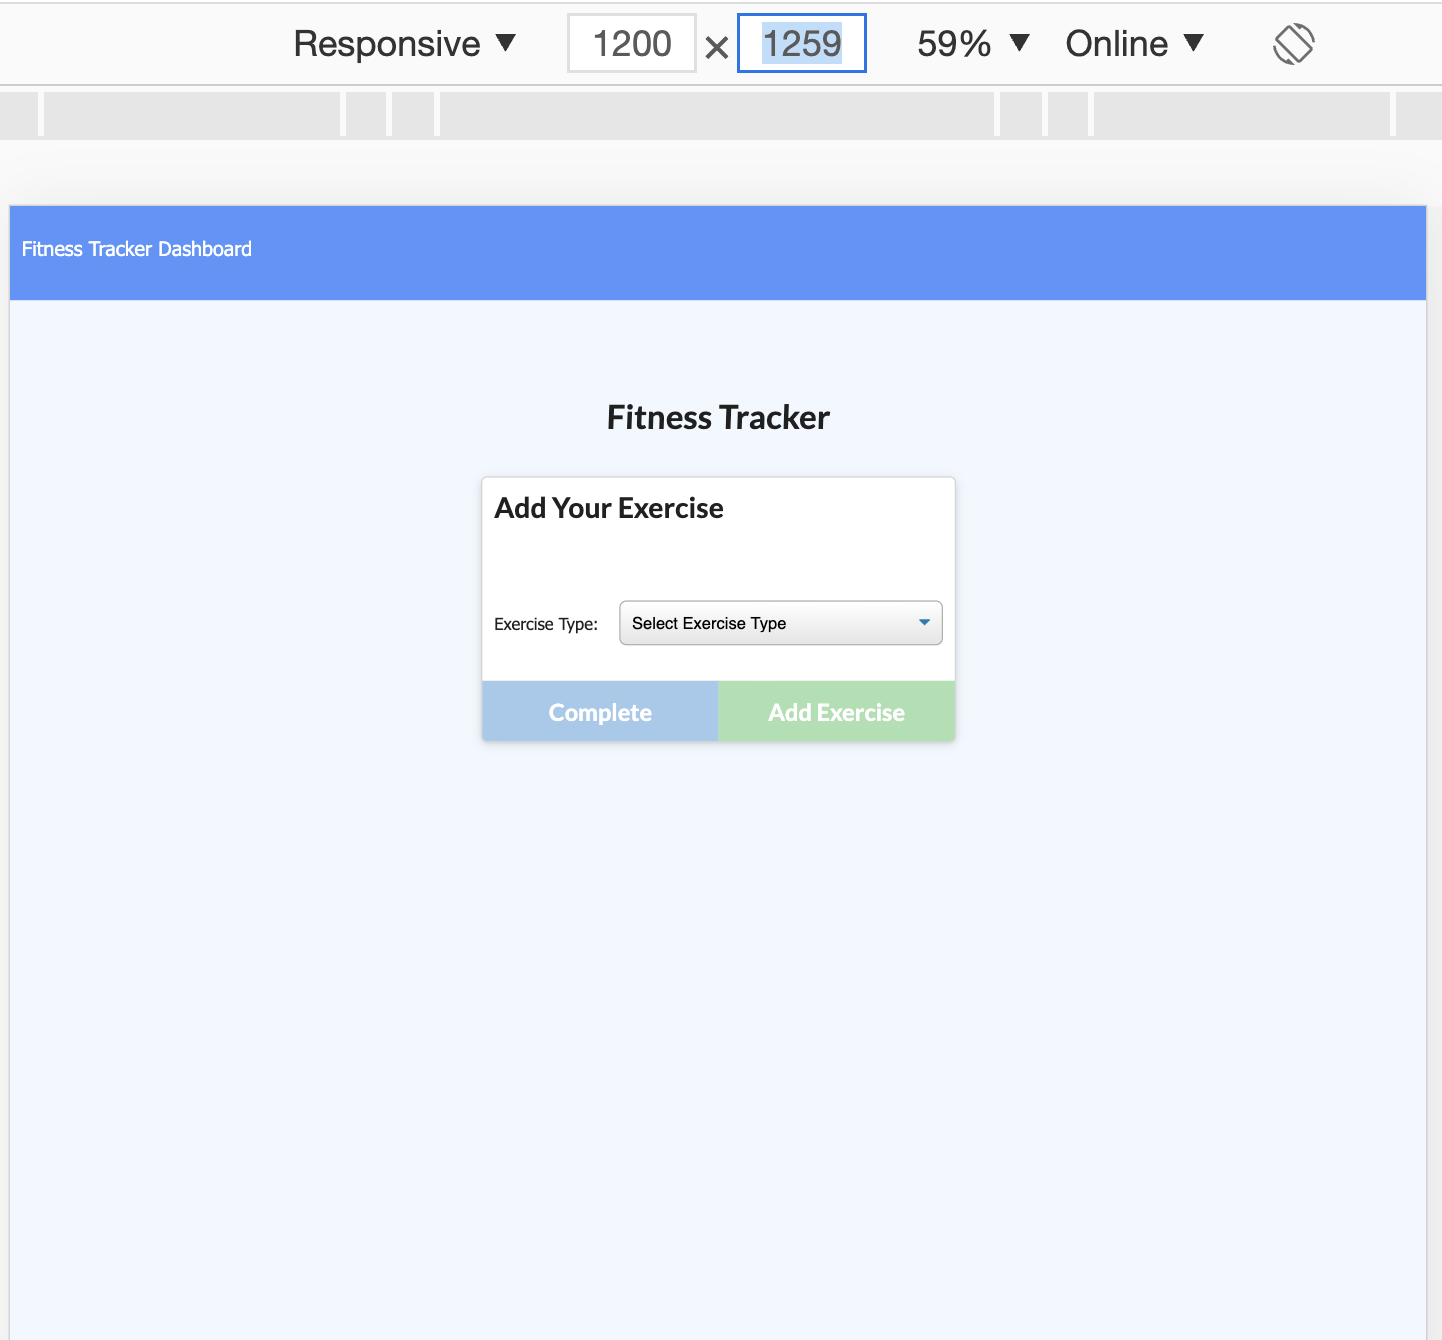 Responsive ▼ 1200 × 1259 59% ▼ Online ▼
Fitness Tracker Dashboard
Fitness Tracker
Add Your Exercise
Exercise Type: Select Exercise Type
Complete Add Exercise